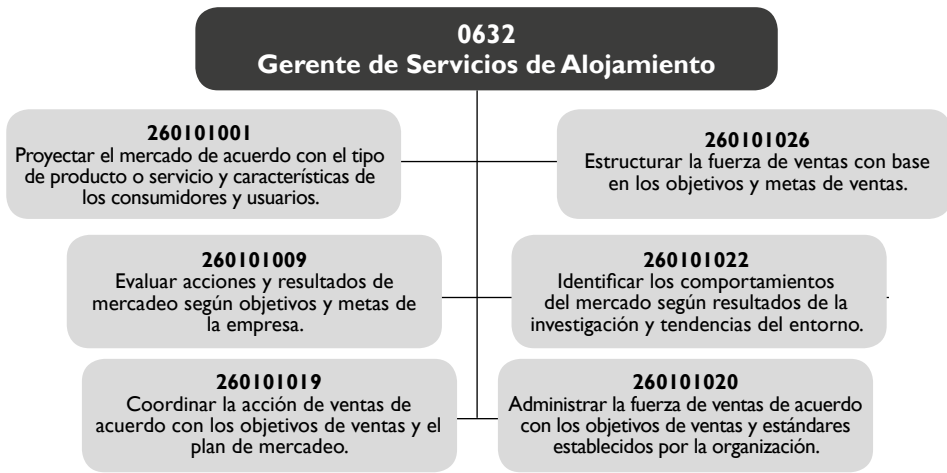 0632
Gerente de Servicios de Alojamiento
260101001
Proyectar el mercado de acuerdo con el tipo
de producto o servicio y características de
los consumidores y usuarios.
260101026
Estructurar la fuerza de ventas con base
en los objetivos y metas de ventas.
260101009
Evaluar acciones y resultados de
mercadeo según objetivos y metas de
la empresa.
260101022
Identificar los comportamientos
del mercado según resultados de la
investigación y tendencias del entorno.
260101019
Coordinar la acción de ventas de
acuerdo con los objetivos de ventas y el
plan de mercadeo.
260101020
Administrar la fuerza de ventas de acuerdo
con los objetivos de ventas y estándares
establecidos por la organización.